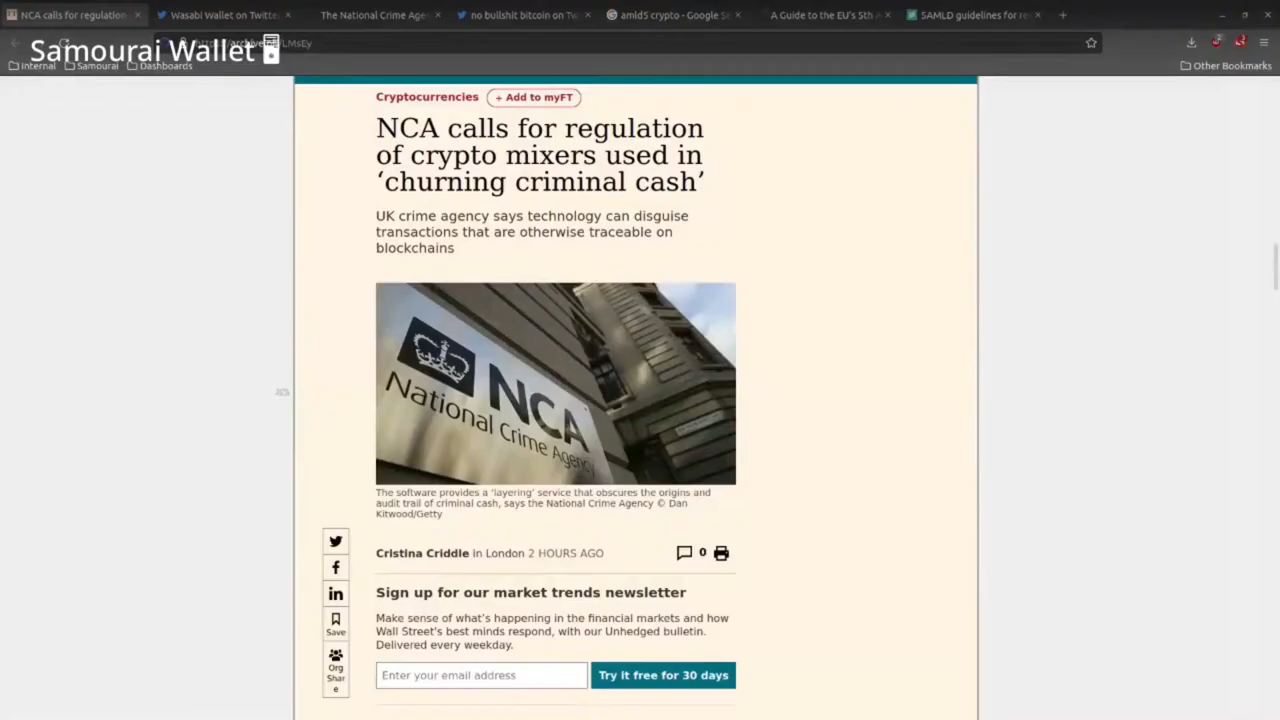 NCA calls for regulation
Wasabi Wallet on Twitte
The National Crime Age
no bullshit bitcoin on Tw
amld5 crypto - Google Se
A Guide to the EU's 5th A
5AMLD guidelines for re
Samourai Wallet
Internal
Samourai
Dashboards
Other Bookmarks
Cryptocurrencies
+ Add to myFT
NCA calls for regulation
of crypto mixers used in
‘churning criminal cash’
UK crime agency says technology can disguise
transactions that are otherwise traceable on
blockchains
NCA
National Crime Agency
The software provides a ‘layering’ service that obscures the origins and
audit trail of criminal cash, says the National Crime Agency © Dan
Kitwood/Getty
Cristina Criddle in London 2 HOURS AGO
0
Save
Org
Shar
e
Sign up for our market trends newsletter
Make sense of what’s happening in the financial markets and how
Wall Street’s best minds respond, with our Unhedged bulletin.
Delivered every weekday.
Enter your email address
Try it free for 30 days